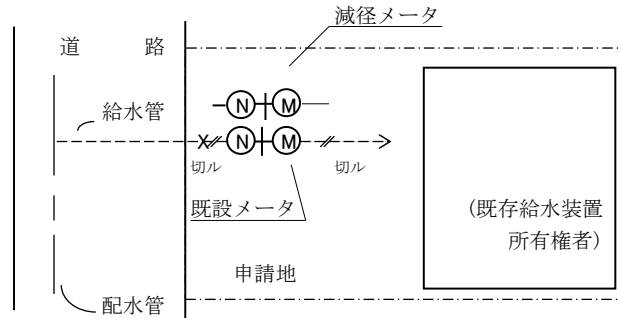 減径メータ
道 路
給水管
N M
X N M
切ル 切ル
既設メータ
(既存給水装置
所有権者)
申請地
配水管